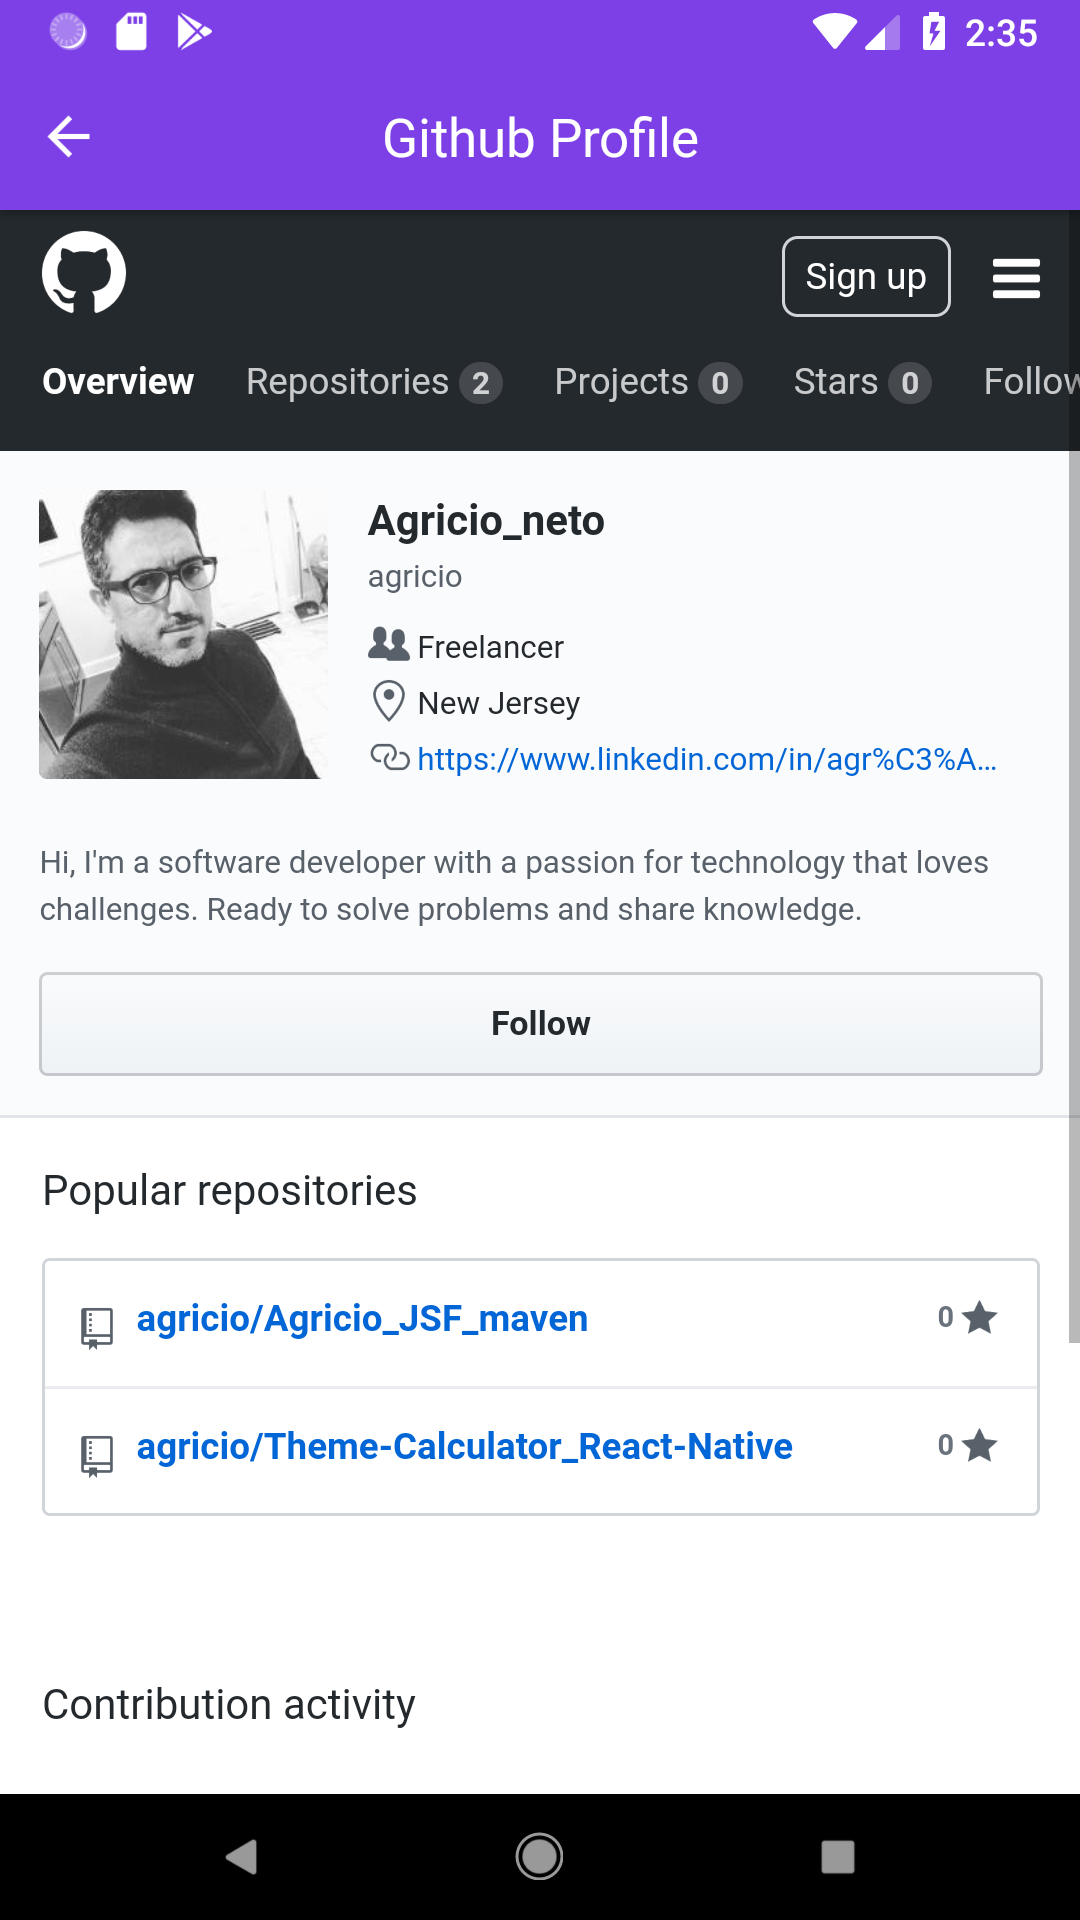 2:35
Github Profile
Sign up
Overview Repositories 2 Projects 0 Stars 0 Follow
Agricio_neto
agricio
Freelancer
New Jersey
https://www.linkedin.com/in/agr%C3%A...
Hi, I'm a software developer with a passion for technology that loves
challenges. Ready to solve problems and share knowledge.
Follow
Popular repositories
agricio/Agricio_JSF_maven 0
agricio/Theme-Calculator_React-Native 0
Contribution activity